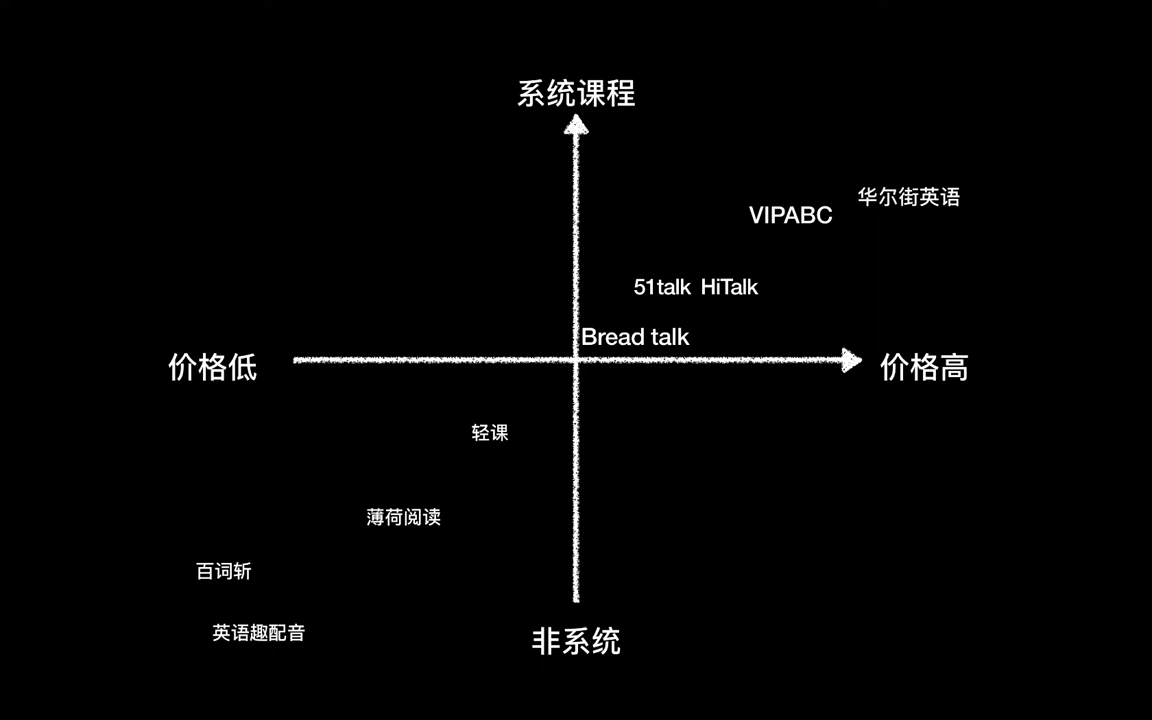 系统课程
华尔街英语
VIPABC
51talk HiTalk
Bread talk
价格低
价格高
轻课
薄荷阅读
百词斩
英语趣配音
非系统